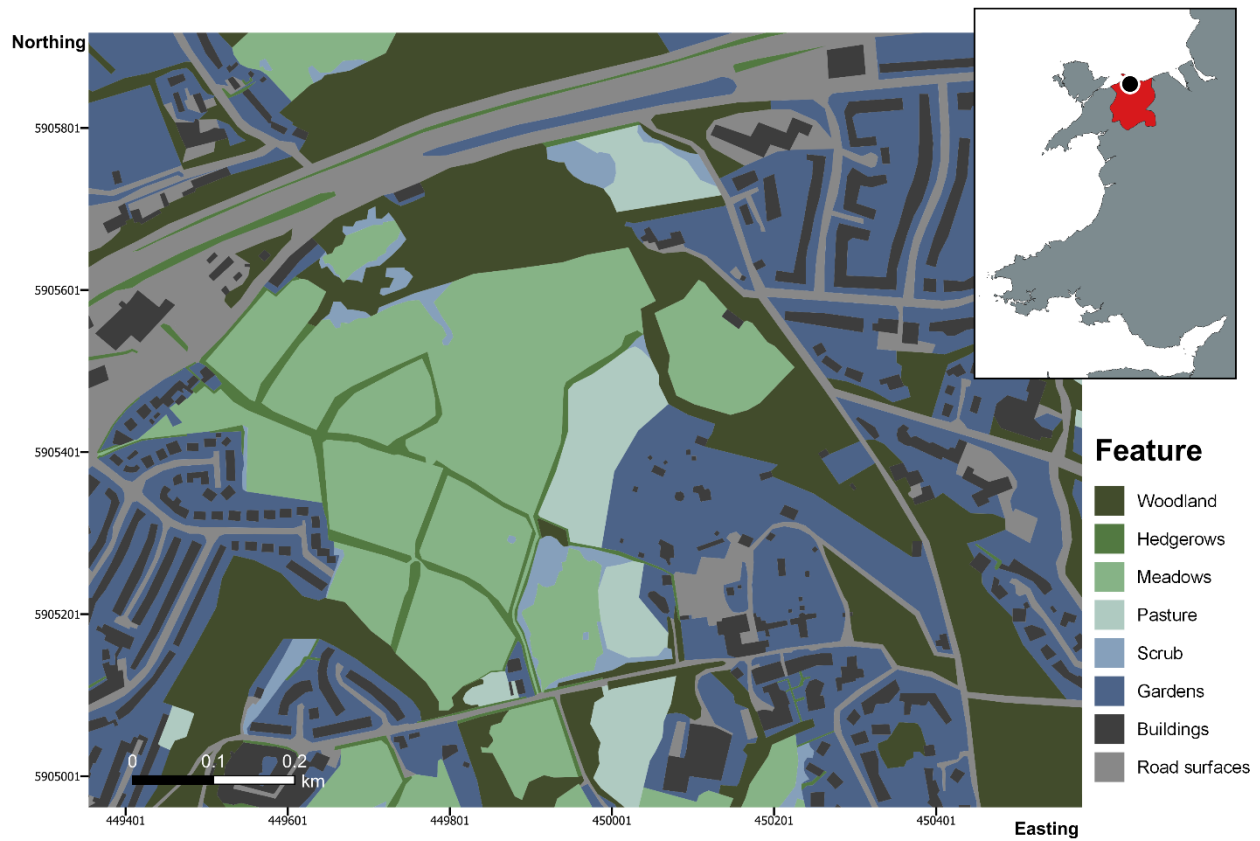 Northing
5905801
5905601
5905401
5905201
5905001
0 0.1 0.2
km
449401 449601 449801 450001 450201 450401
Easting
Feature
Woodland
Hedgerows
Meadows
Pasture
Scrub
Gardens
Buildings
Road surfaces